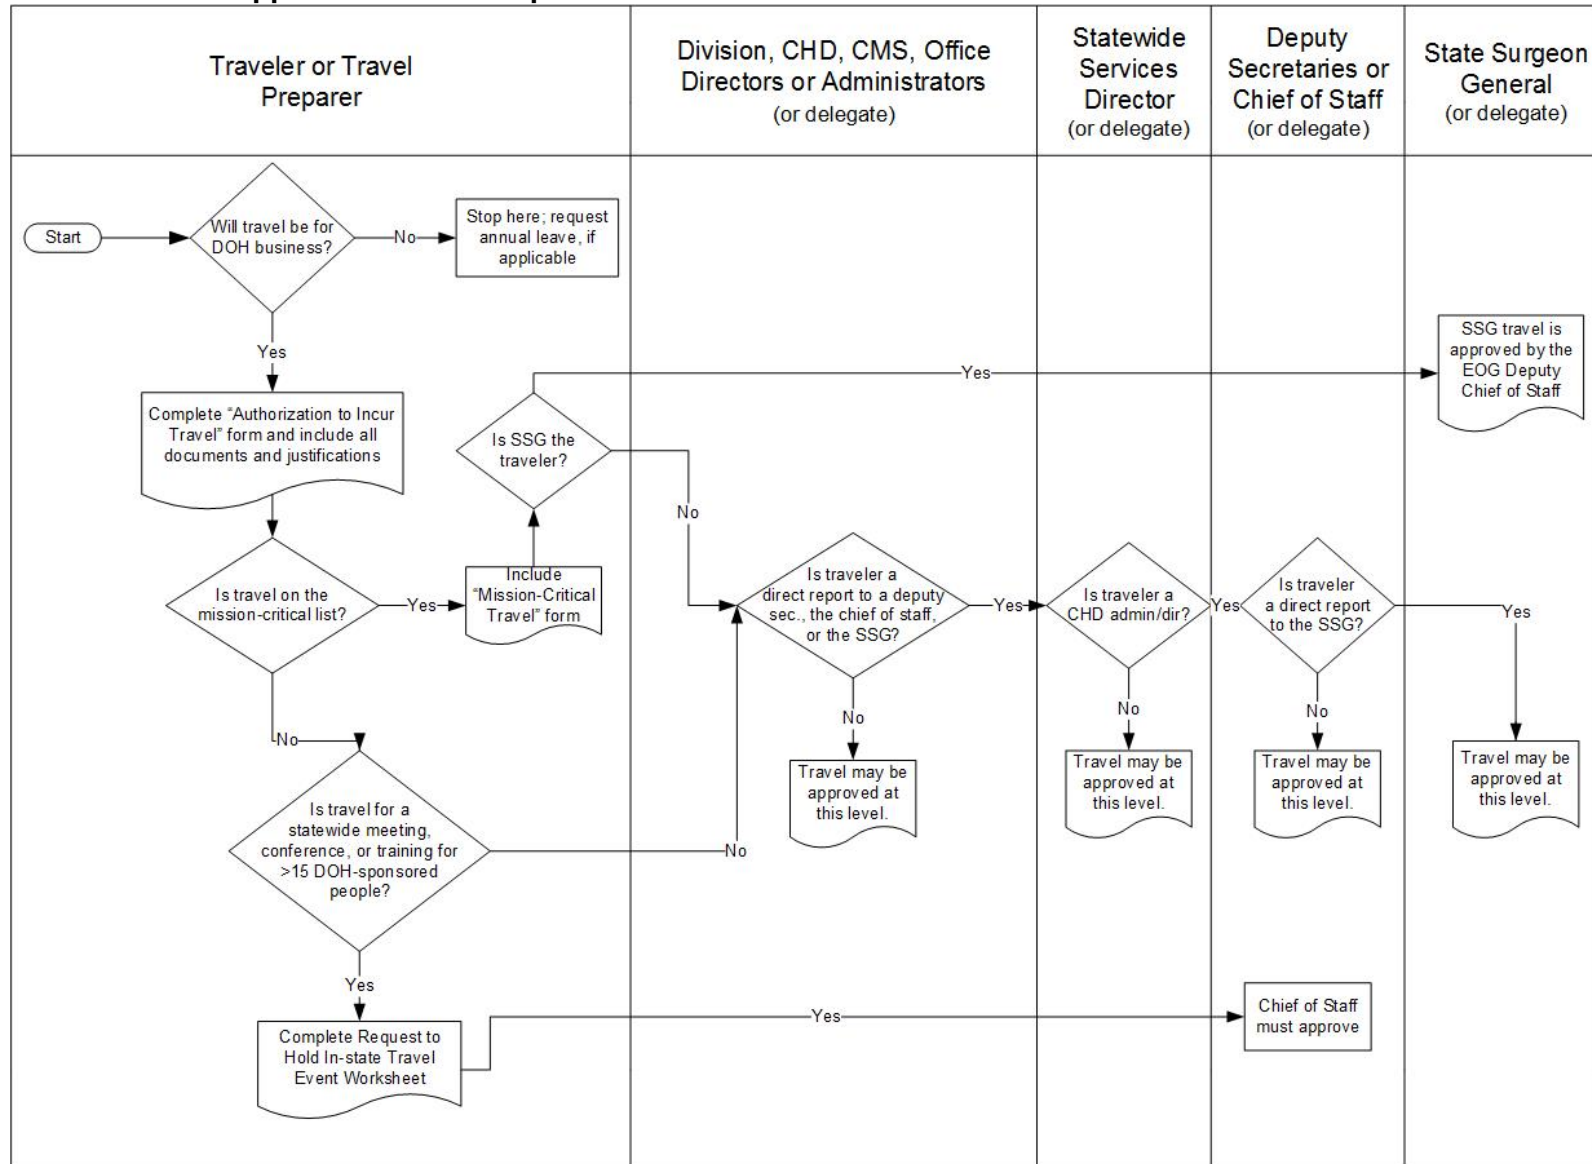 Traveler or Travel
Preparer
Division, CHD, CMS, Office
Directors or Administrators
(or delegate)
Statewide
Services
Director
(or delegate)
Deputy
Secretaries or
Chief of Staff
(or delegate)
State Surgeon
General
(or delegate)
Start
Will travel be for
DOH business?
No
Stop here; request
annual leave, if
applicable
Yes
Complete “Authorization to Incur
Travel” form and include all
documents and justifications
Is SSG the
traveler?
Yes
SSG travel is
approved by the
EOG Deputy
Chief of Staff
No
Is travel on the
mission-critical list?
Yes
Include
“Mission-Critical
Travel” form
Is traveler a
direct report to a deputy
sec., the chief of staff,
or the SSG?
Yes
Is traveler a
CHD admin/dir?
Yes
Is traveler
a direct report
to the SSG?
Yes
No
No
No
No
Travel may be
approved at
this level.
Travel may be
approved at
this level.
Travel may be
approved at
this level.
Travel may be
approved at
this level.
Is travel for a
statewide meeting,
conference, or training for
>15 DOH-sponsored
people?
No
Yes
Complete Request to
Hold In-state Travel
Event Worksheet
Yes
Chief of Staff
must approve